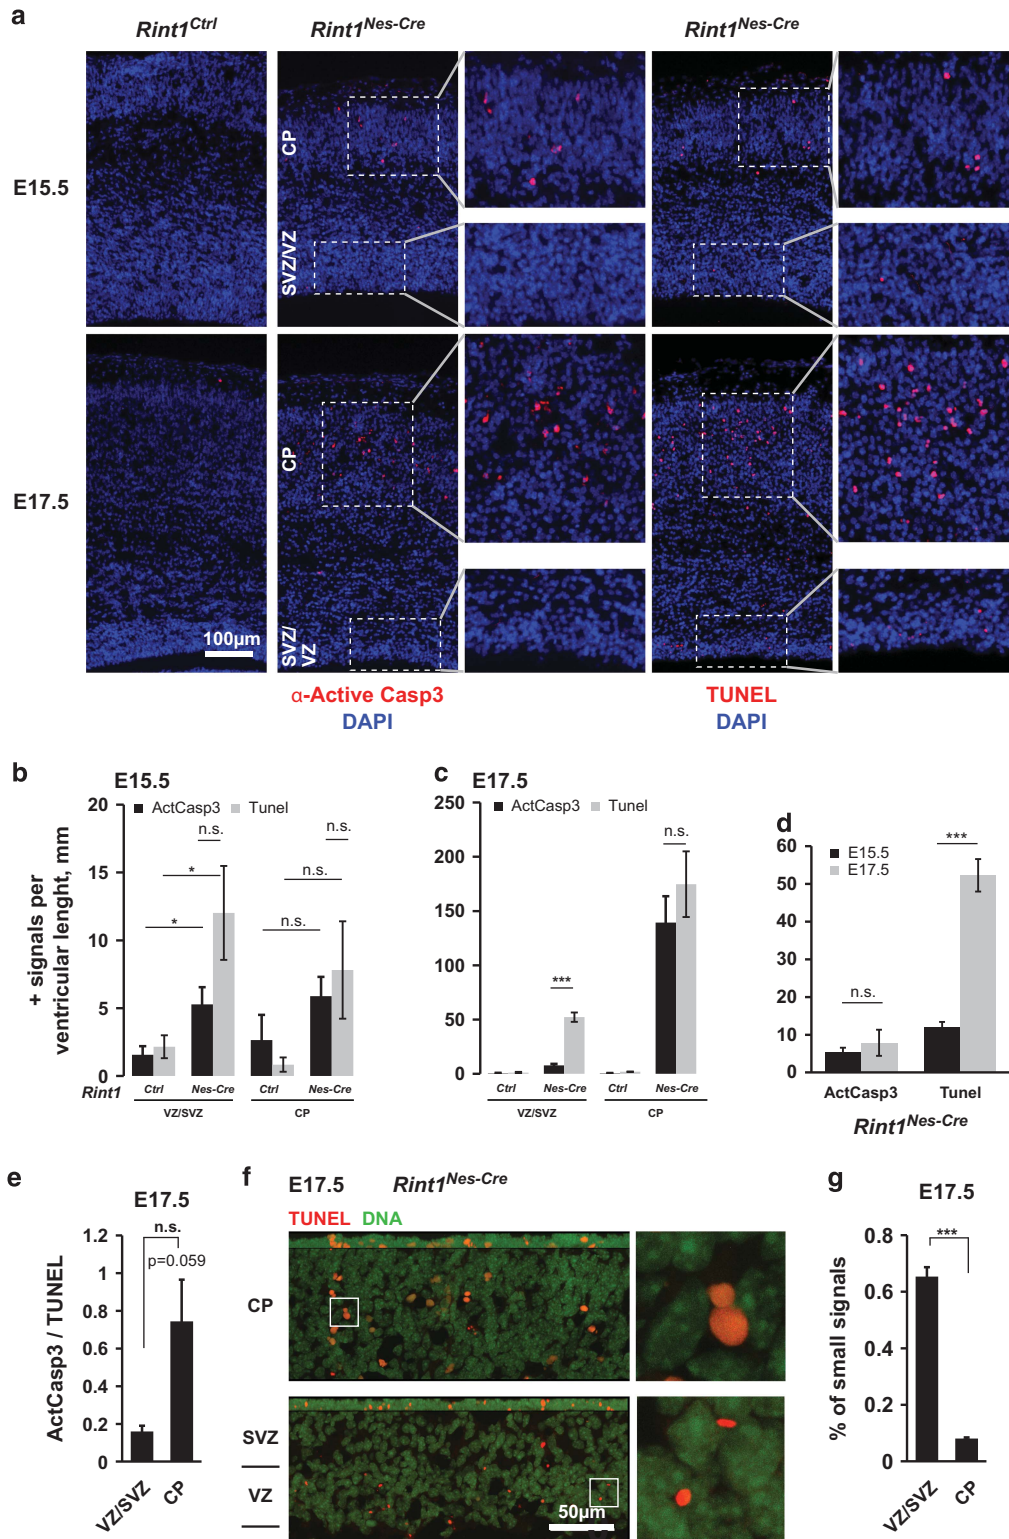 a
Rint1Ctrl
Rint1Nes-Cre
Rint1Nes-Cre
E15.5
CP
SVZ/VZ
E17.5
CP
SVZ/
VZ
100µm
α-Active Casp3
DAPI
TUNEL
DAPI
b
E15.5
ActCasp3 Tunel
+ signals per
ventricular lenght, mm
20
15
10
5
0
n.s.
*
*
n.s.
n.s.
n.s.
Rint1
Ctrl Nes-Cre Ctrl Nes-Cre
VZ/SVZ CP
c
E17.5
ActCasp3 Tunel
250
200
150
100
50
0
***
n.s.
Ctrl Nes-Cre Ctrl Nes-Cre
VZ/SVZ CP
d
E15.5
E17.5
60
50
40
30
20
10
0
n.s.
***
ActCasp3 Tunel
Rint1Nes-Cre
e
E17.5
n.s.
p=0.059
ActCasp3 / TUNEL
1.2
1
0.8
0.6
0.4
0.2
0
VZ/SVZ
CP
f
E17.5 Rint1Nes-Cre
TUNEL DNA
CP
SVZ
VZ
50µm
g
E17.5
***
% of small signals
0.8
0.6
0.4
0.2
0
VZ/SVZ
CP